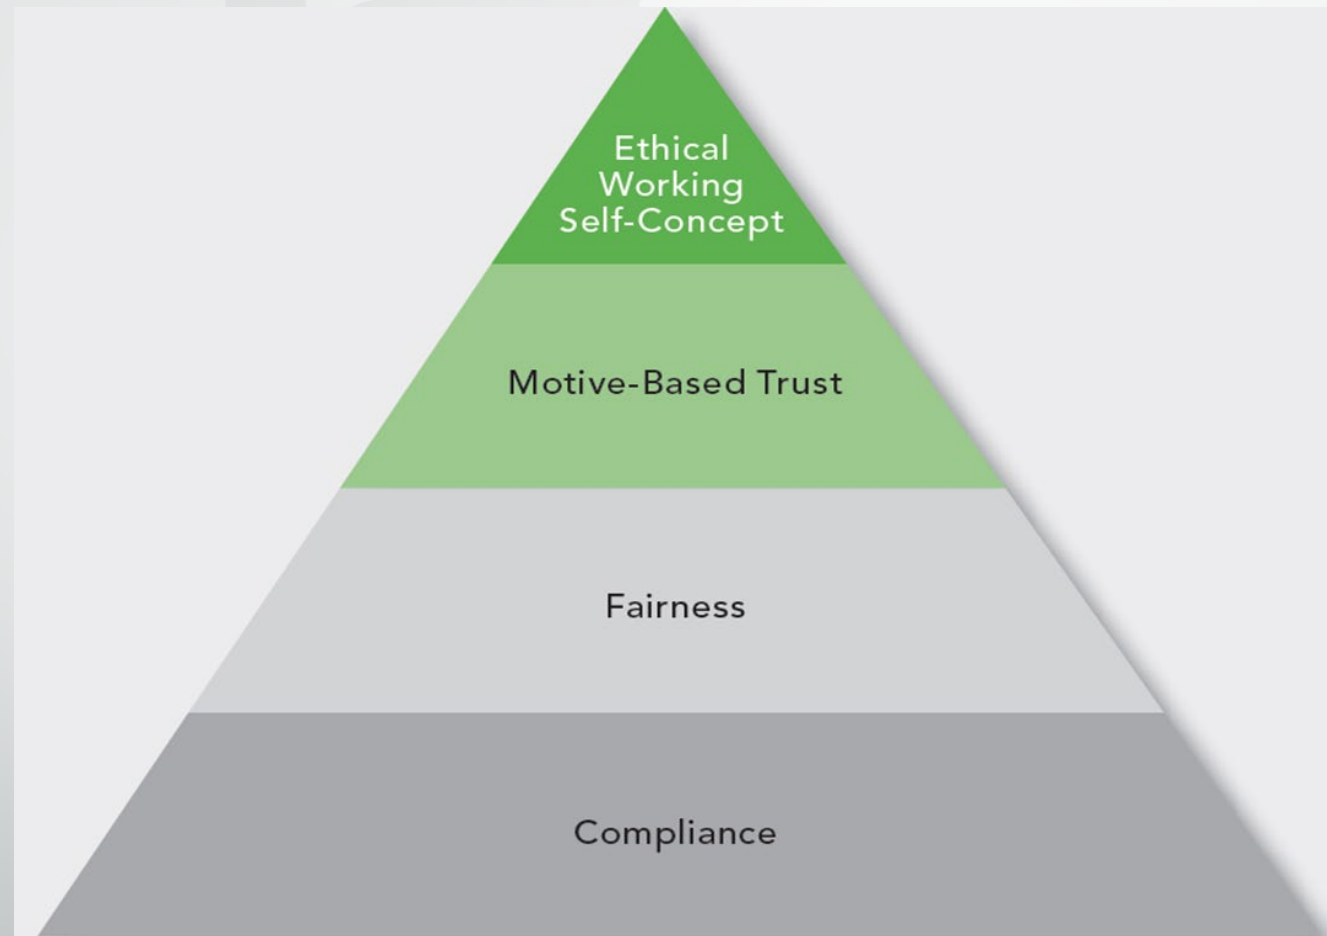 Ethical
Working
Self-Concept
Motive-Based Trust
Fairness
Compliance